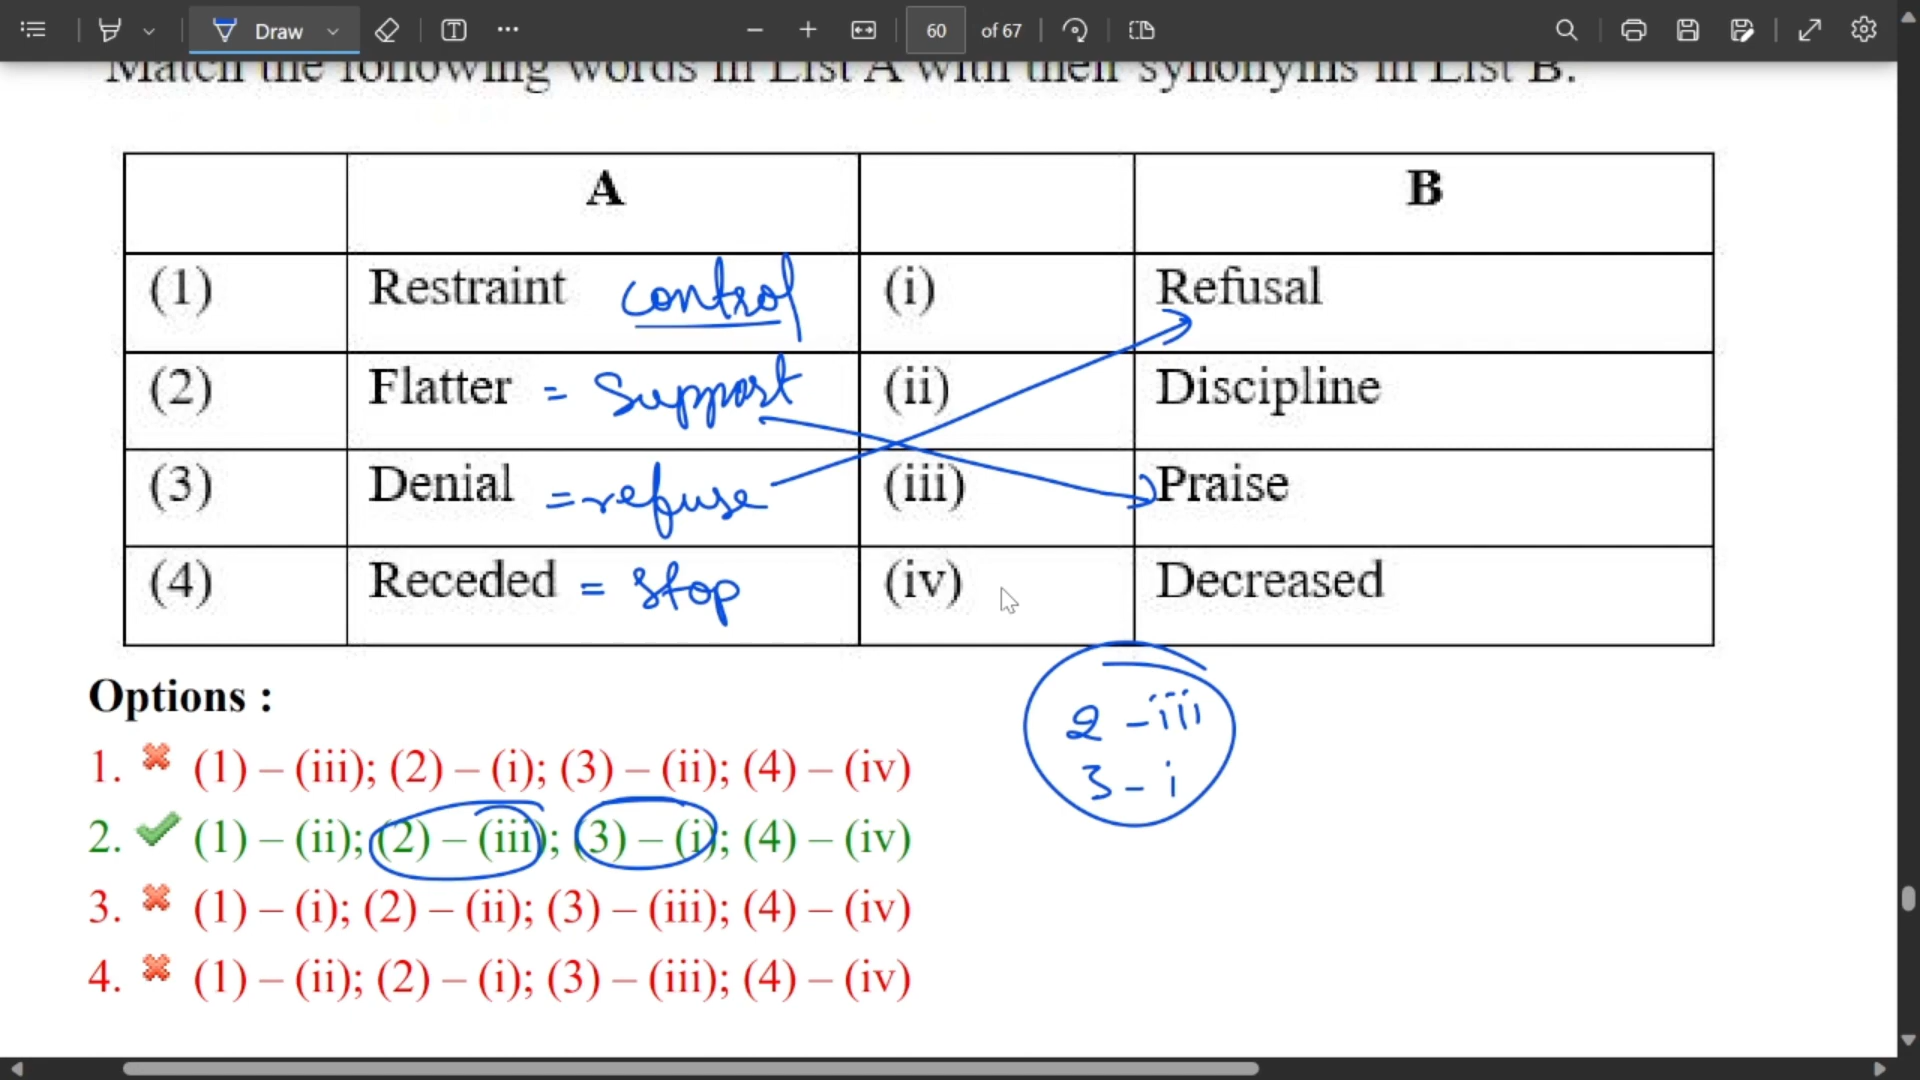 Draw 60 of 67
Match the following words in List A with their synonyms in List B.
A B
(1) Restraint control (i) Refusal
(2) Flatter = Support (ii) Discipline
(3) Denial = refuse (iii) Praise
(4) Receded = stop (iv) Decreased
Options :
2 - iii
3 - i
1. (1) – (iii); (2) – (i); (3) – (ii); (4) – (iv)
2. (1) – (ii); (2) – (iii); (3) – (i); (4) – (iv)
3. (1) – (i); (2) – (ii); (3) – (iii); (4) – (iv)
4. (1) – (ii); (2) – (i); (3) – (iii); (4) – (iv)